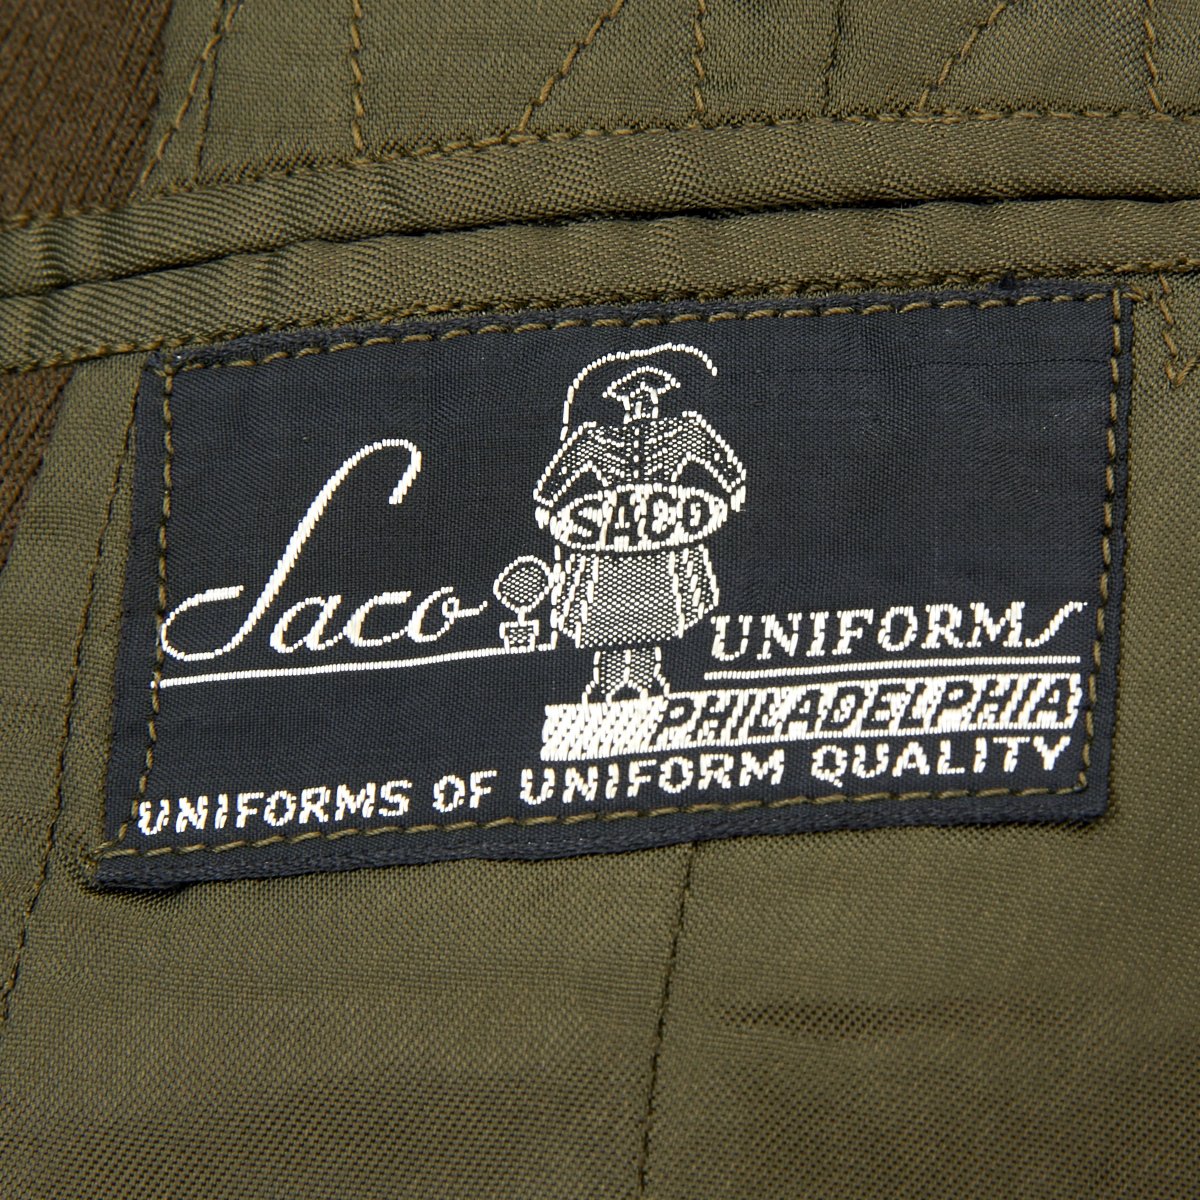 SACO
Saco UNIFORMS
PHILADELPHIA
UNIFORMS OF UNIFORM QUALITY